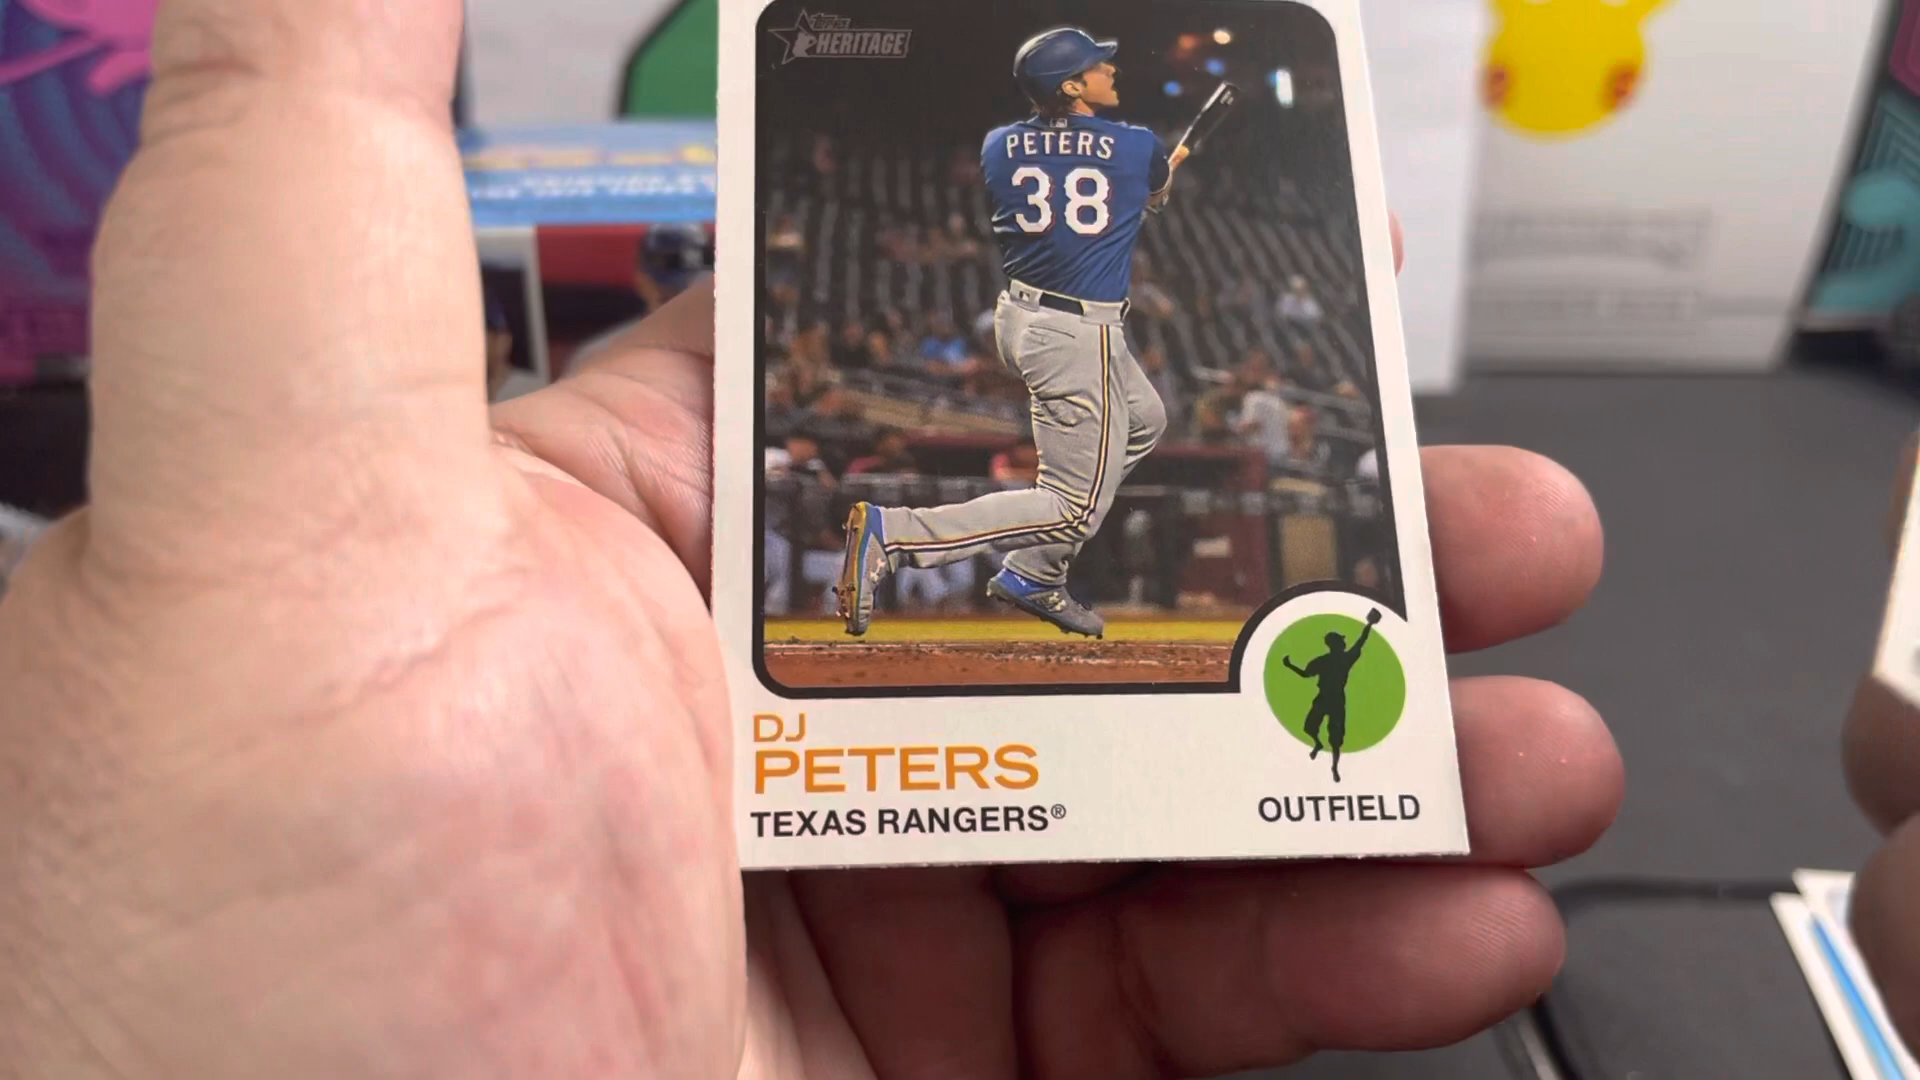 topps
HERITAGE
PETERS
38
DJ
PETERS
TEXAS RANGERS®
OUTFIELD